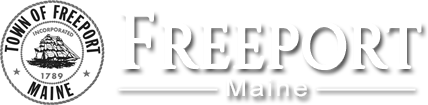 TOWN OF FREEPORT
INCORPORATED
1789
MAINE
FREEPORT
Maine